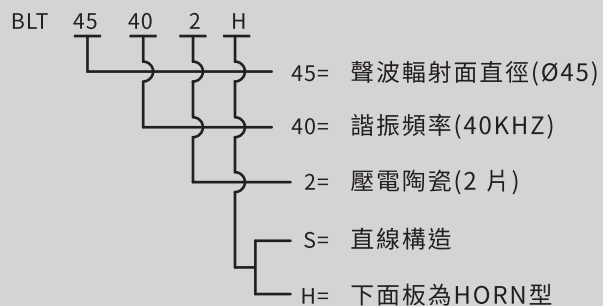 BLT 45 40 2 H
45= 聲波輻射面直徑(Ø45)
40= 諧振頻率(40KHZ)
2= 壓電陶瓷(2 片)
S= 直線構造
H= 下面板為HORN型